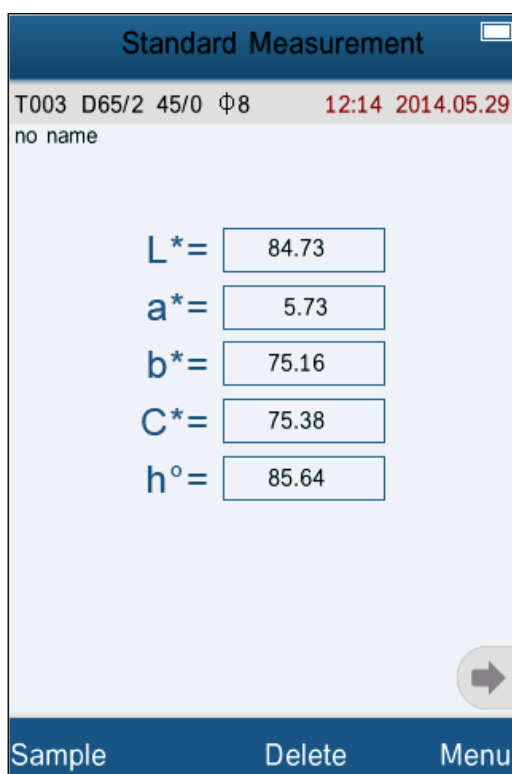 Standard Measurement
T003 D65/2 45/0 Φ8 12:14 2014.05.29
no name
L*= 84.73
a*= 5.73
b*= 75.16
C*= 75.38
h°= 85.64
Sample Delete Menu